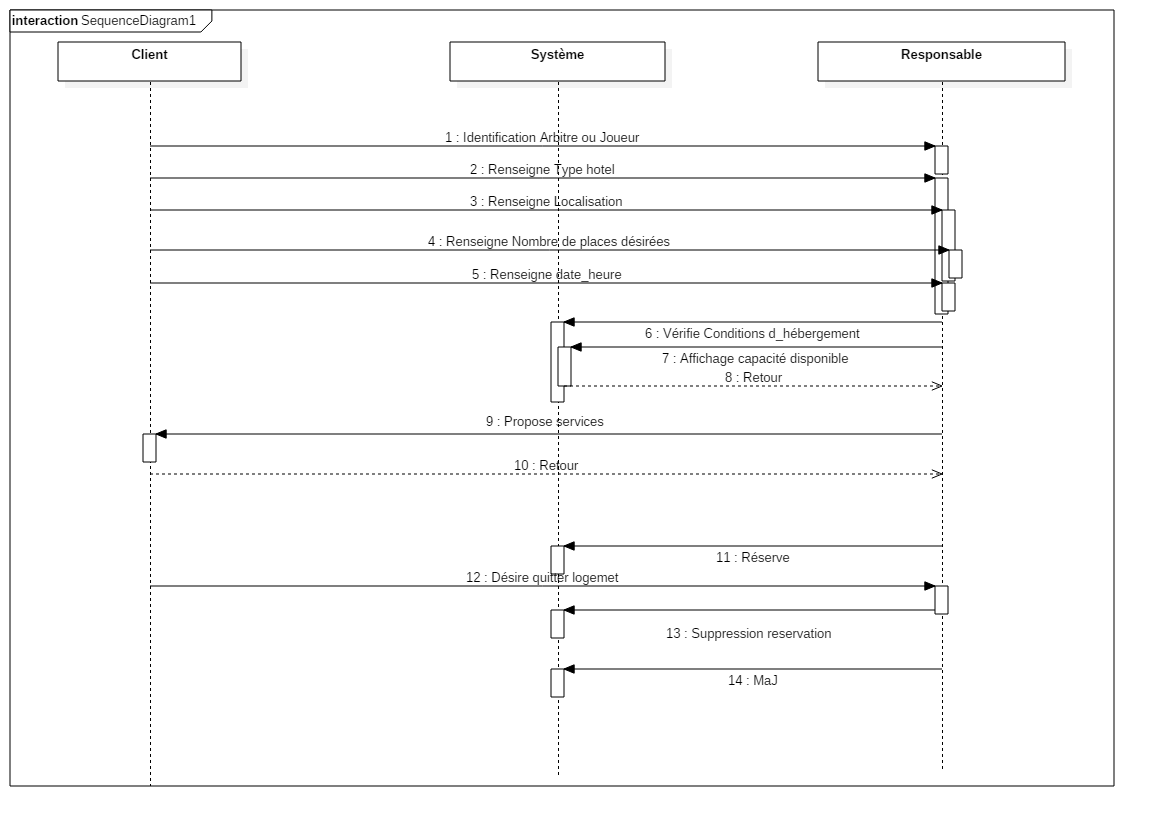 interaction SequenceDiagram1
Client
Système
Responsable
1 : Identification Arbitre ou Joueur
2 : Renseigne Type hotel
3 : Renseigne Localisation
4 : Renseigne Nombre de places désirées
5 : Renseigne date_heure
6 : Vérifie Conditions d_hébergement
7 : Affichage capacité disponible
8 : Retour
9 : Propose services
10 : Retour
11 : Réserve
12 : Désire quitter logemet
13 : Suppression reservation
14 : MaJ